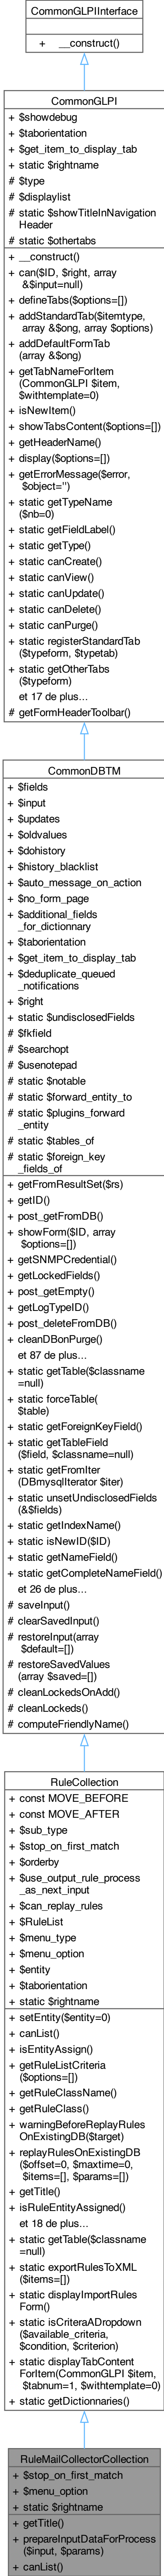 CommonGLPIInterface
+ __construct()
CommonGLPI
+ $showdebug
+ $taborientation
+ $get_item_to_display_tab
+ static $rightname
# $type
# $displaylist
# static $showTitleInNavigation
Header
# static $othertabs
+ __construct()
+ can($ID, $right, array
&$input=null)
+ defineTabs($options=[])
+ addStandardTab($itemtype,
array &$ong, array $options)
+ addDefaultFormTab
(array &$ong)
+ getTabNameForItem
(CommonGLPI $item,
$withtemplate=0)
+ isNewItem()
+ showTabsContent($options=[])
+ getHeaderName()
+ display($options=[])
+ getErrorMessage($error,
$object='')
+ static getTypeName
($nb=0)
+ static getFieldLabel()
+ static getType()
+ static canCreate()
+ static canView()
+ static canUpdate()
+ static canDelete()
+ static canPurge()
+ static registerStandardTab
($typeform, $typetab)
+ static getOtherTabs
($typeform)
et 17 de plus...
# getFormHeaderToolbar()
CommonDBTM
+ $fields
+ $input
+ $updates
+ $oldvalues
+ $dohistory
+ $history_blacklist
+ $auto_message_on_action
+ $no_form_page
+ $additional_fields
_for_dictionnary
+ $taborientation
+ $get_item_to_display_tab
+ $deduplicate_queued
_notifications
+ $right
+ static $undisclosedFields
# $fkfield
# $searchopt
# $usenotepad
# static $notable
# static $forward_entity_to
# static $plugins_forward
_entity
# static $tables_of
# static $foreign_key
_fields_of
+ getFromResultSet($rs)
+ getID()
+ post_getFromDB()
+ showForm($ID, array
$options=[])
+ getSNMPCredential()
+ getLockedFields()
+ post_getEmpty()
+ getLogTypeID()
+ post_deleteFromDB()
+ cleanDBonPurge()
et 87 de plus...
+ static getTable($classname
=null)
+ static forceTable(
$table)
+ static getForeignKeyField()
+ static getTableField
($field, $classname=null)
+ static getFromIter
(DBmysqlIterator $iter)
+ static unsetUndisclosedFields
(&$fields)
+ static getIndexName()
+ static isNewID($ID)
+ static getNameField()
+ static getCompleteNameField()
et 26 de plus...
# saveInput()
# clearSavedInput()
# restoreInput(array
$default=[])
# restoreSavedValues
(array $saved=[])
# cleanLockedsOnAdd()
# cleanLockeds()
# computeFriendlyName()
RuleCollection
+ const MOVE_BEFORE
+ const MOVE_AFTER
+ $sub_type
+ $stop_on_first_match
+ $orderby
+ $use_output_rule_process
_as_next_input
+ $can_replay_rules
+ $RuleList
+ $menu_type
+ $menu_option
+ $entity
+ $taborientation
+ static $rightname
+ setEntity($entity=0)
+ canList()
+ isEntityAssign()
+ getRuleListCriteria
($options=[])
+ getRuleClassName()
+ getRuleClass()
+ warningBeforeReplayRules
OnExistingDB($target)
+ replayRulesOnExistingDB
($offset=0, $maxtime=0,
$items=[], $params=[])
+ getTitle()
+ isRuleEntityAssigned()
et 18 de plus...
+ static getTable($classname
=null)
+ static exportRulesToXML
($items=[])
+ static displayImportRules
Form()
+ static isCriteraADropdown
($available_criteria,
$condition, $criterion)
+ static displayTabContent
ForItem(CommonGLPI $item,
$tabnum=1, $withtemplate=0)
+ static getDictionnaries()
RuleMailCollectorCollection
+ $stop_on_first_match
+ $menu_option
+ static $rightname
+ getTitle()
+ prepareInputDataForProcess
($input, $params)
+ canList()